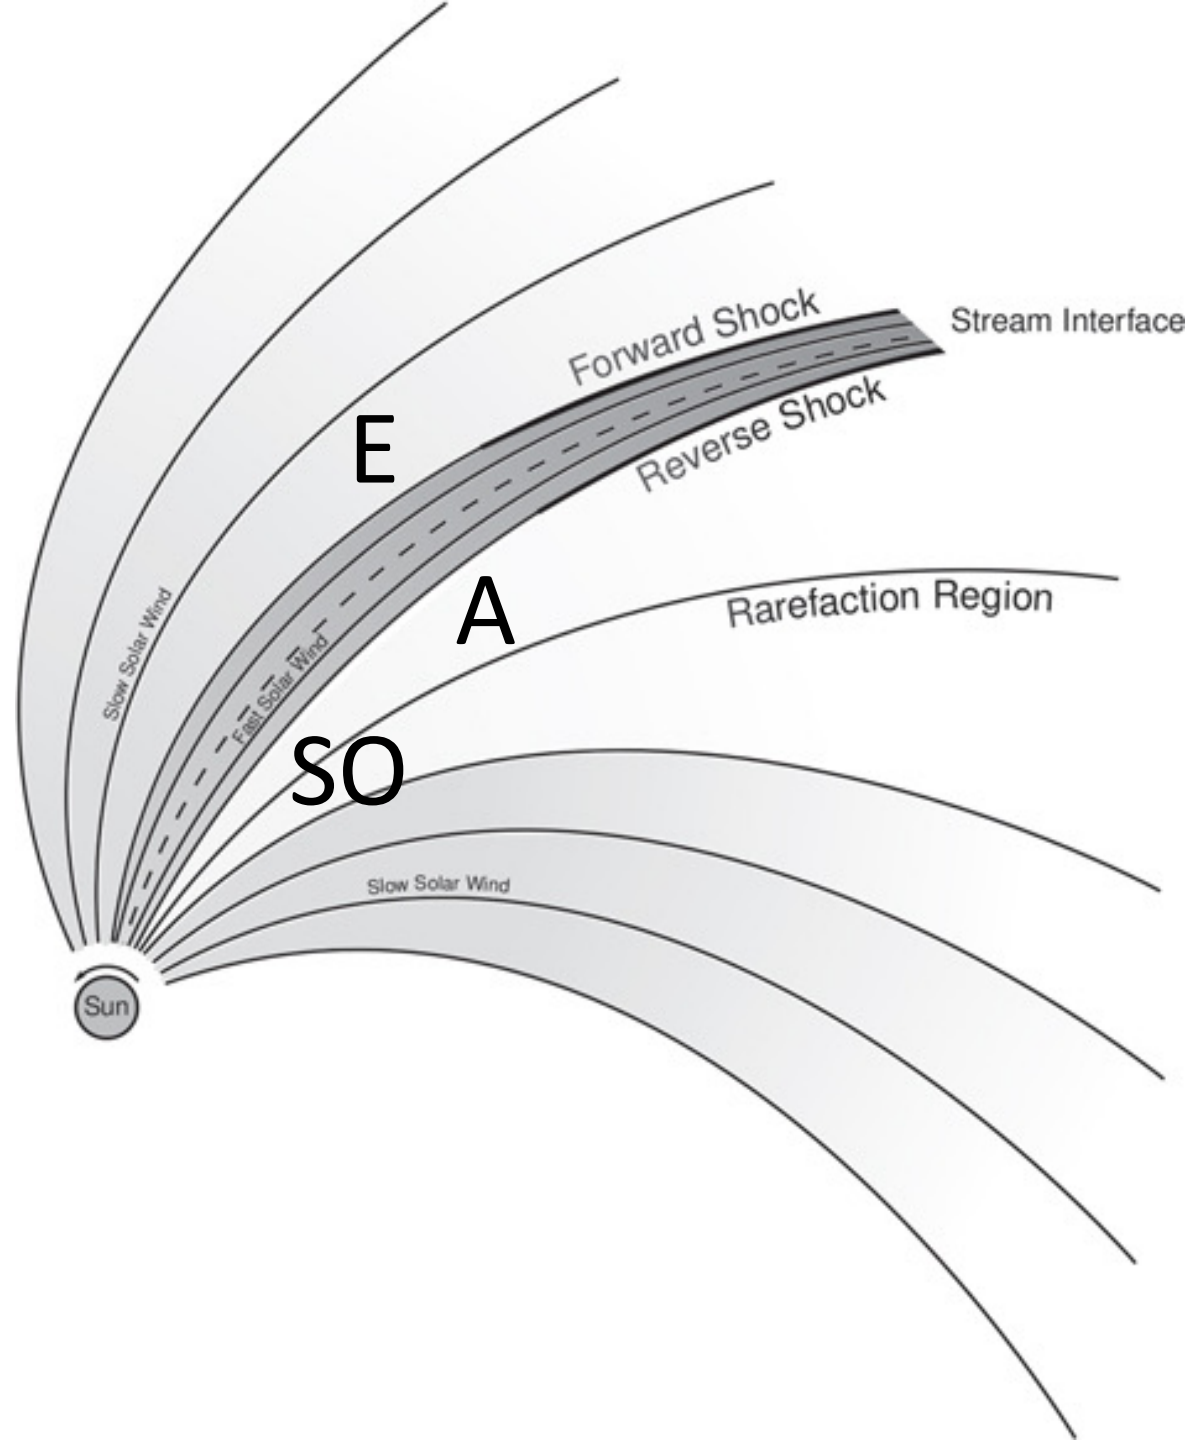 Forward Shock
Stream Interface
Reverse Shock
E
A
Rarefaction Region
Slow Solar Wind
Fast Solar Wind
SO
Slow Solar Wind
Sun